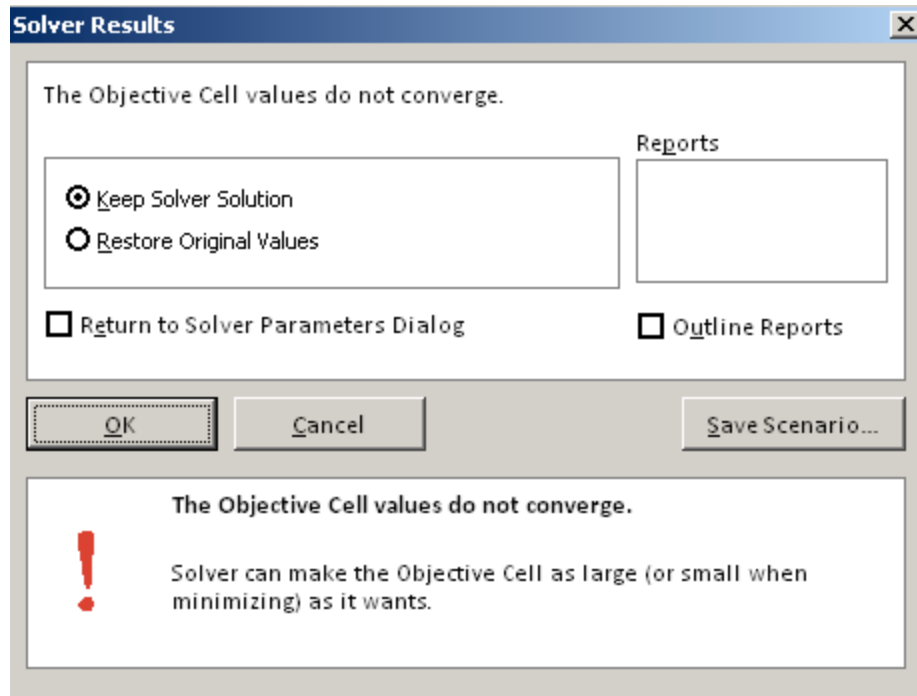 Solver Results
The Objective Cell values do not converge.
Reports
Keep Solver Solution
Restore Original Values
Return to Solver Parameters Dialog
Outline Reports
OK
Cancel
Save Scenario...
The Objective Cell values do not converge.
Solver can make the Objective Cell as large (or small when
minimizing) as it wants.